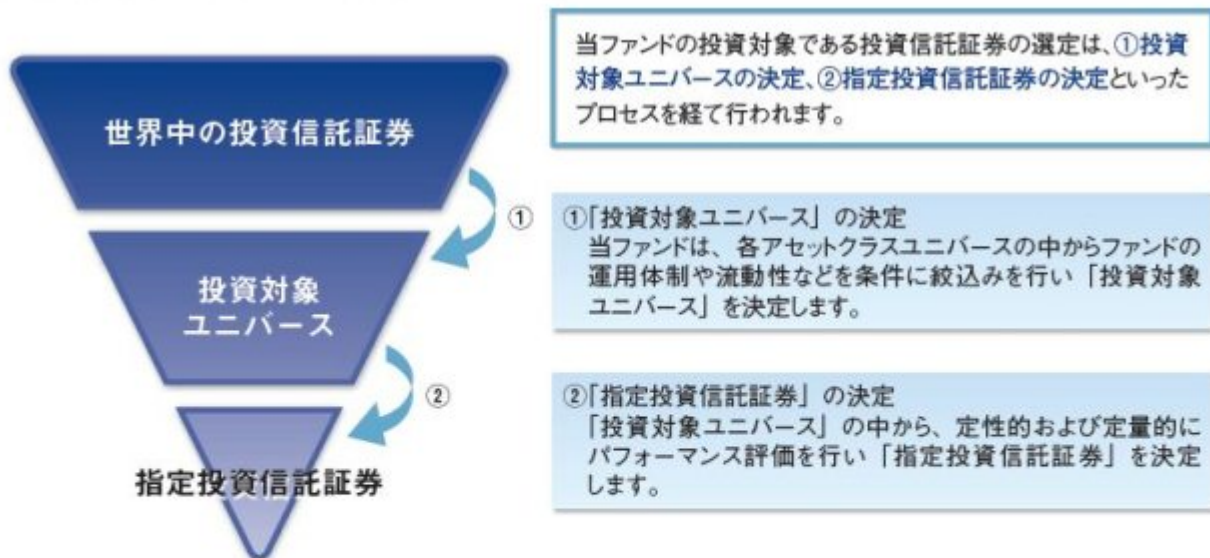 世界中の投資信託証券
①
投資対象
ユニバース
②
指定投資信託証券
当ファンドの投資対象である投資信託証券の選定は、①投資
対象ユニバースの決定、②指定投資信託証券の決定といった
プロセスを経て行われます。
①「投資対象ユニバース」の決定
当ファンドは、各アセットクラスユニバースの中からファンドの
運用体制や流動性などを条件に絞込みを行い「投資対象
ユニバース」を決定します。
②「指定投資信託証券」の決定
「投資対象ユニバース」の中から、定性的および定量的に
パフォーマンス評価を行い「指定投資信託証券」を決定
します。